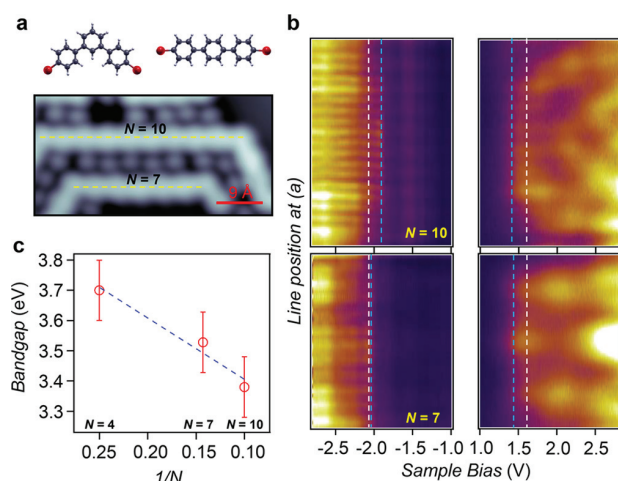 a
N = 10
N = 7
9 Å
b
Line position at (a)
N = 10
N = 7
-2.5 -2.0 -1.5 -1.0 1.0 1.5 2.0 2.5
Sample Bias (V)
c
Bandgap (eV)
3.8
3.7
3.6
3.5
3.4
3.3
N = 4 N = 7 N = 10
0.25 0.20 0.15 0.10
1/N